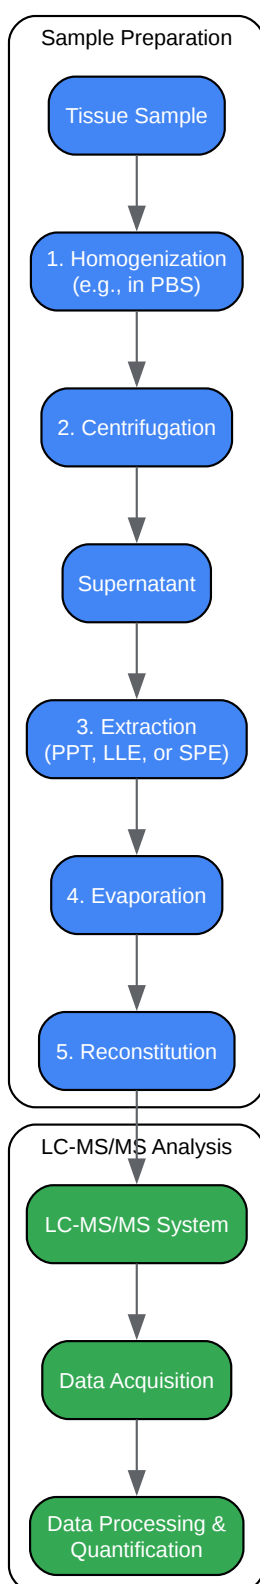 Sample Preparation
Tissue Sample
1. Homogenization
(e.g., in PBS)
2. Centrifugation
Supernatant
3. Extraction
(PPT, LLE, or SPE)
4. Evaporation
5. Reconstitution
LC-MS/MS Analysis
LC-MS/MS System
Data Acquisition
Data Processing &
Quantification